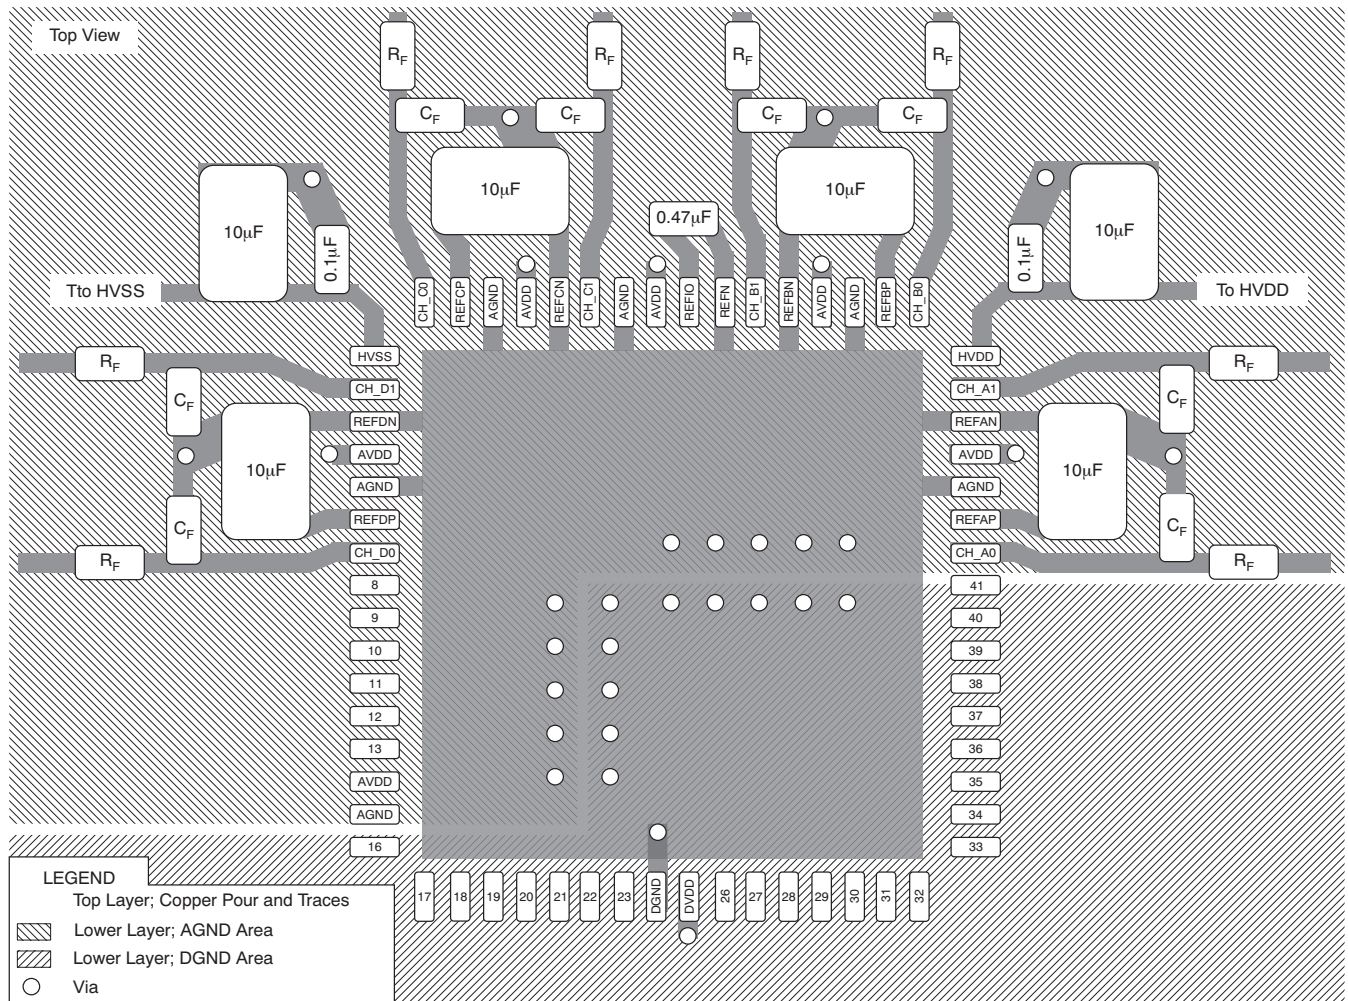 Top View
RF
RF
RF
RF
CF
CF
CF
CF
10μF
10μF
10μF
0.1μF
0.47μF
0.1μF
10μF
Tto HVSS
To HVDD
CH_C0
REFCP
AGND
AVDD
REFCN
CH_C1
AGND
AVDD
REFIO
REFN
CH_B1
REFBN
AVDD
AGND
REFBP
CH_B0
HVSS
CH_D1
REFDN
AVDD
AGND
REFDP
CH_D0
8
9
10
11
12
13
AVDD
AGND
16
RF
CF
10μF
CF
RF
HVDD
CH_A1
REFAN
AVDD
AGND
REFAP
CH_A0
41
40
39
38
37
36
35
34
33
RF
CF
10μF
CF
RF
17
18
19
20
21
22
23
DGND
DVDD
26
27
28
29
30
31
32
LEGEND
Top Layer; Copper Pour and Traces
Lower Layer; AGND Area
Lower Layer; DGND Area
Via